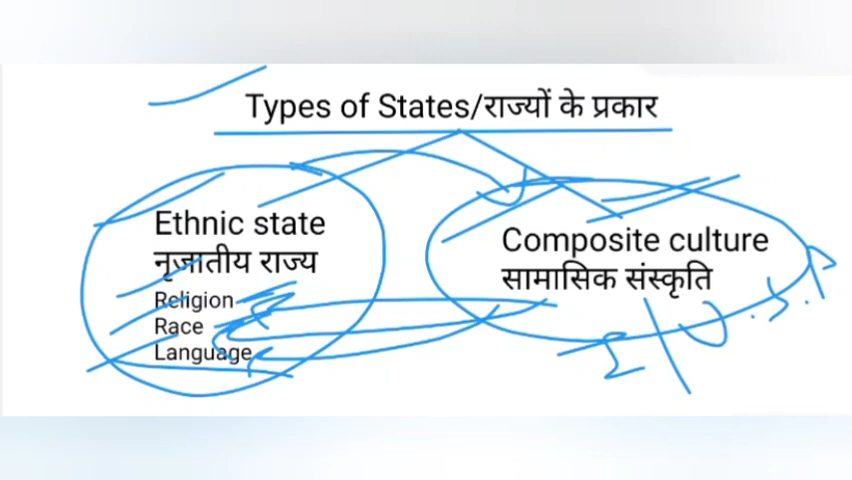 Types of States/राज्यों के प्रकार
Ethnic state
नृजातीय राज्य
Religion
Race
Language
Composite culture
सामासिक संस्कृति
I / U.S.A